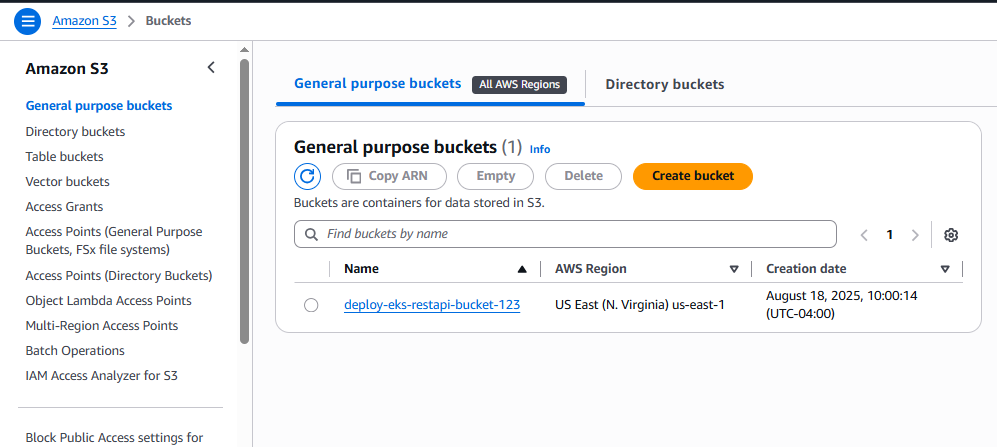 Amazon S3 > Buckets
Amazon S3
General purpose buckets
Directory buckets
Table buckets
Vector buckets
Access Grants
Access Points (General Purpose
Buckets, FSx file systems)
Access Points (Directory Buckets)
Object Lambda Access Points
Multi-Region Access Points
Batch Operations
IAM Access Analyzer for S3
Block Public Access settings for
General purpose buckets All AWS Regions Directory buckets
General purpose buckets (1) Info
Copy ARN Empty Delete Create bucket
Buckets are containers for data stored in S3.
Find buckets by name 1
Name AWS Region Creation date
deploy-eks-restapi-bucket-123 US East (N. Virginia) us-east-1 August 18, 2025, 10:00:14
(UTC-04:00)